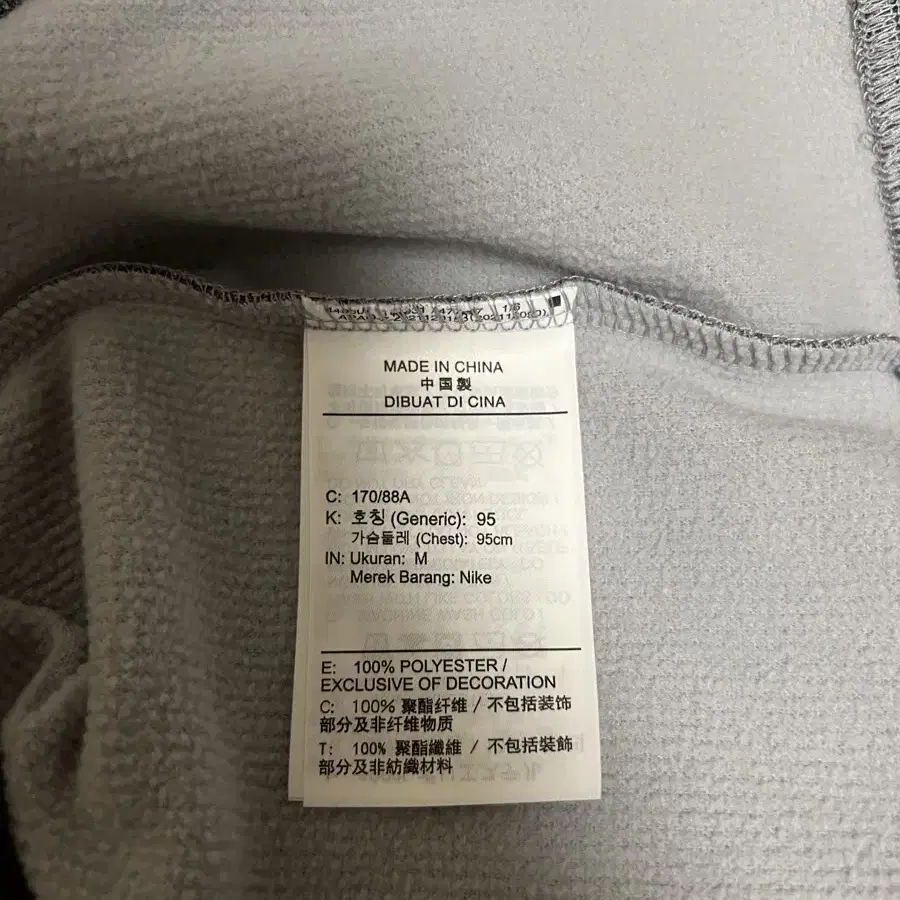 MADE IN CHINA
中国製
DIBUAT DI CINA
C: 170/88A
K: 호칭 (Generic): 95
가슴둘레 (Chest): 95cm
IN: Ukuran: M
Merek Barang: Nike
E: 100% POLYESTER /
EXCLUSIVE OF DECORATION
C: 100% 聚酯纤维 / 不包括装饰
部分及非纤维物质
T: 100% 聚酯纖維 / 不包括裝飾
部分及非紡織材料